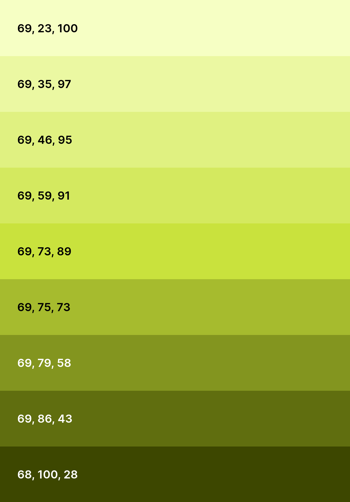 69, 23, 100
69, 35, 97
69, 46, 95
69, 59, 91
69, 73, 89
69, 75, 73
69, 79, 58
69, 86, 43
68, 100, 28